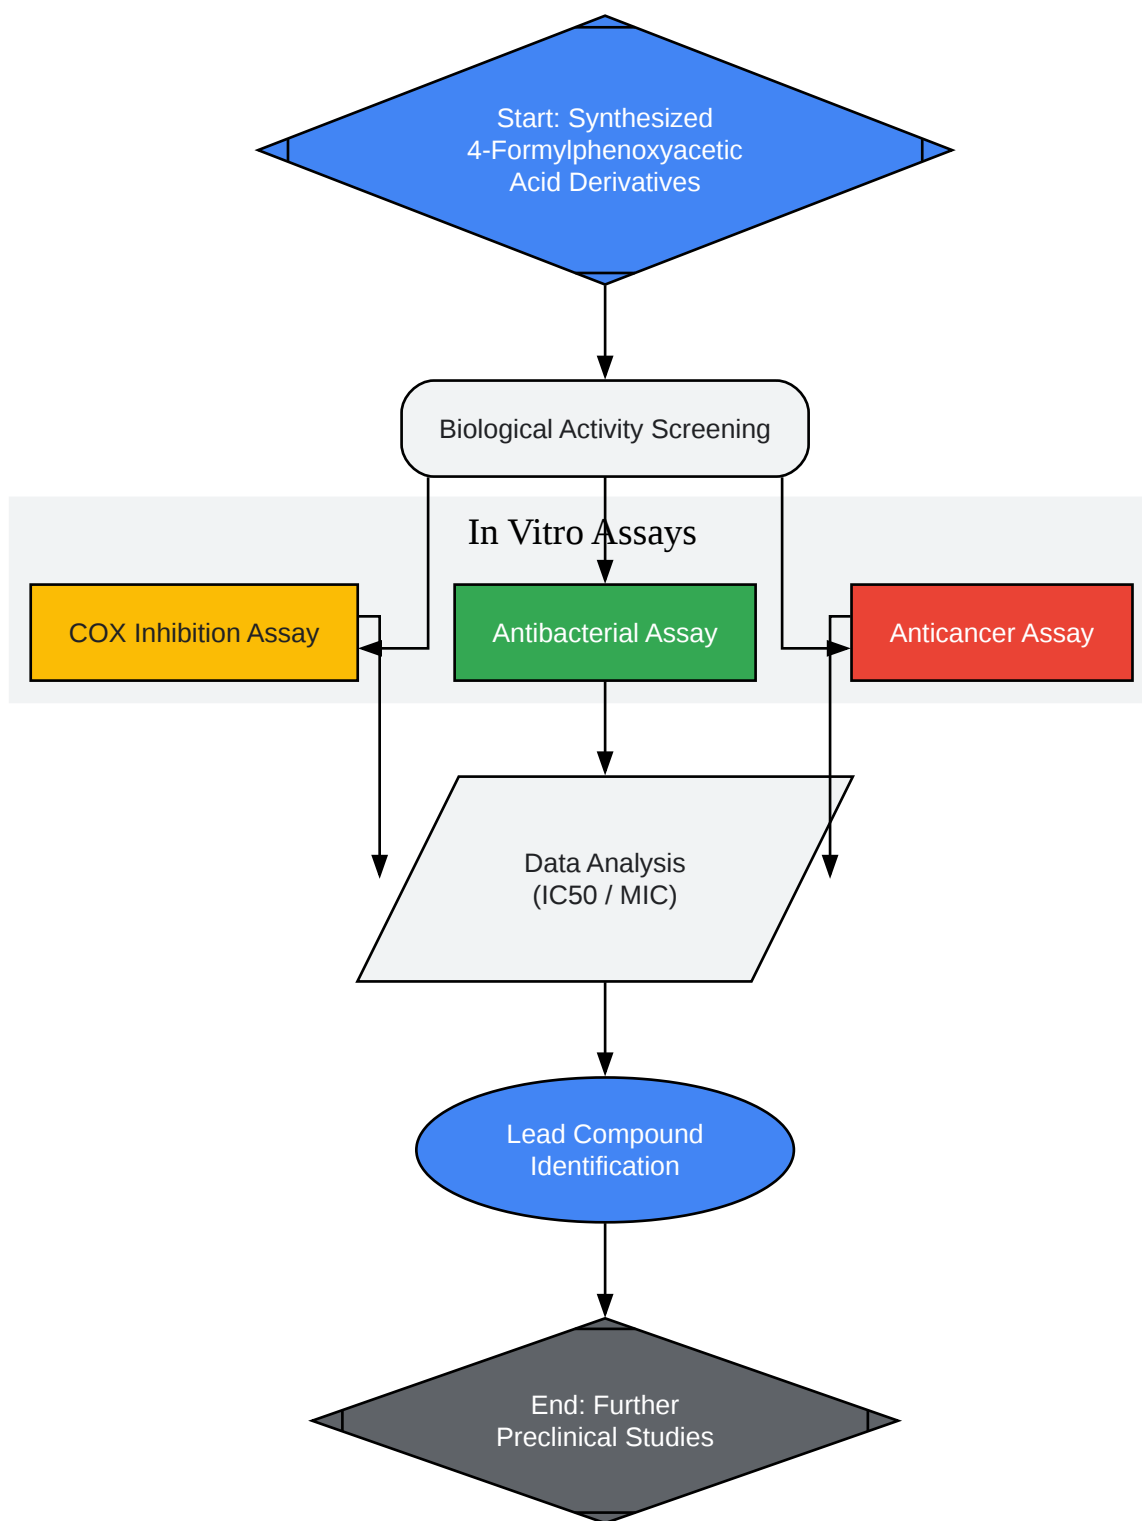 Start: Synthesized
4-Formylphenoxyacetic
Acid Derivatives
Biological Activity Screening
In Vitro Assays
COX Inhibition Assay
Antibacterial Assay
Anticancer Assay
Data Analysis
(IC50 / MIC)
Lead Compound
Identification
End: Further
Preclinical Studies